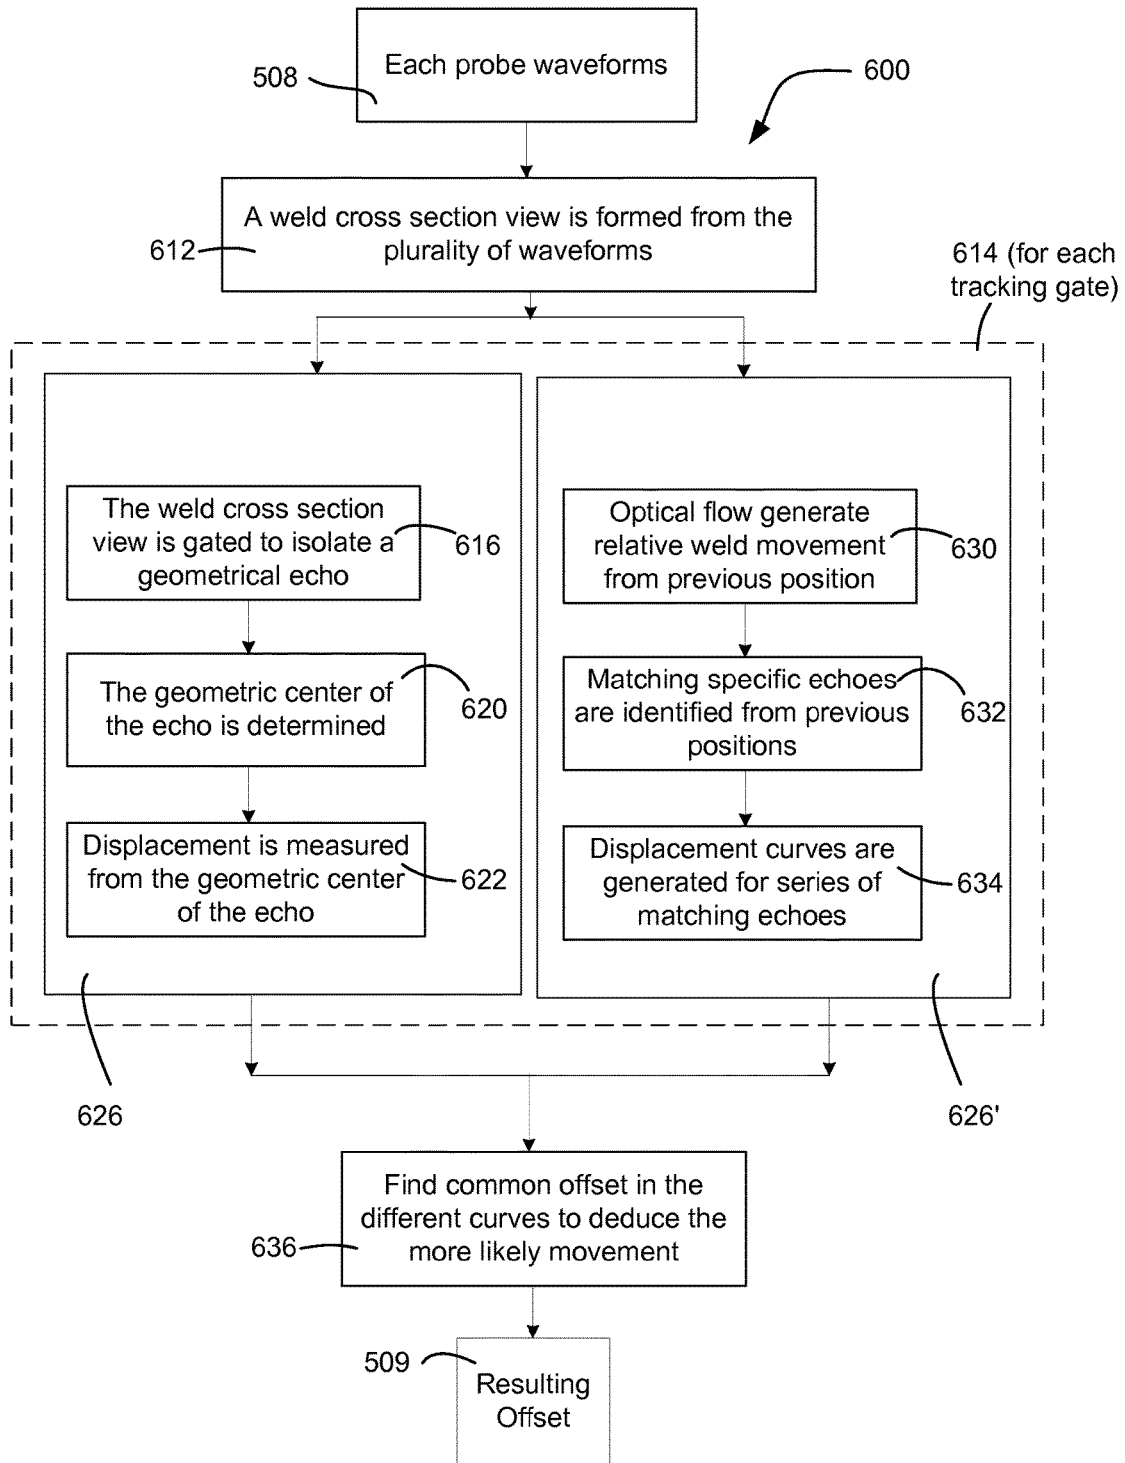 Each probe waveforms
508
600
A weld cross section view is formed from the
plurality of waveforms
612
614 (for each
tracking gate)
The weld cross section
view is gated to isolate a
geometrical echo
616
The geometric center of
the echo is determined
620
Displacement is measured
from the geometric center
of the echo
622
626
Optical flow generate
relative weld movement
from previous position
630
Matching specific echoes
are identified from previous
positions
632
Displacement curves are
generated for series of
matching echoes
634
626'
Find common offset in the
different curves to deduce the
more likely movement
636
509
Resulting
Offset